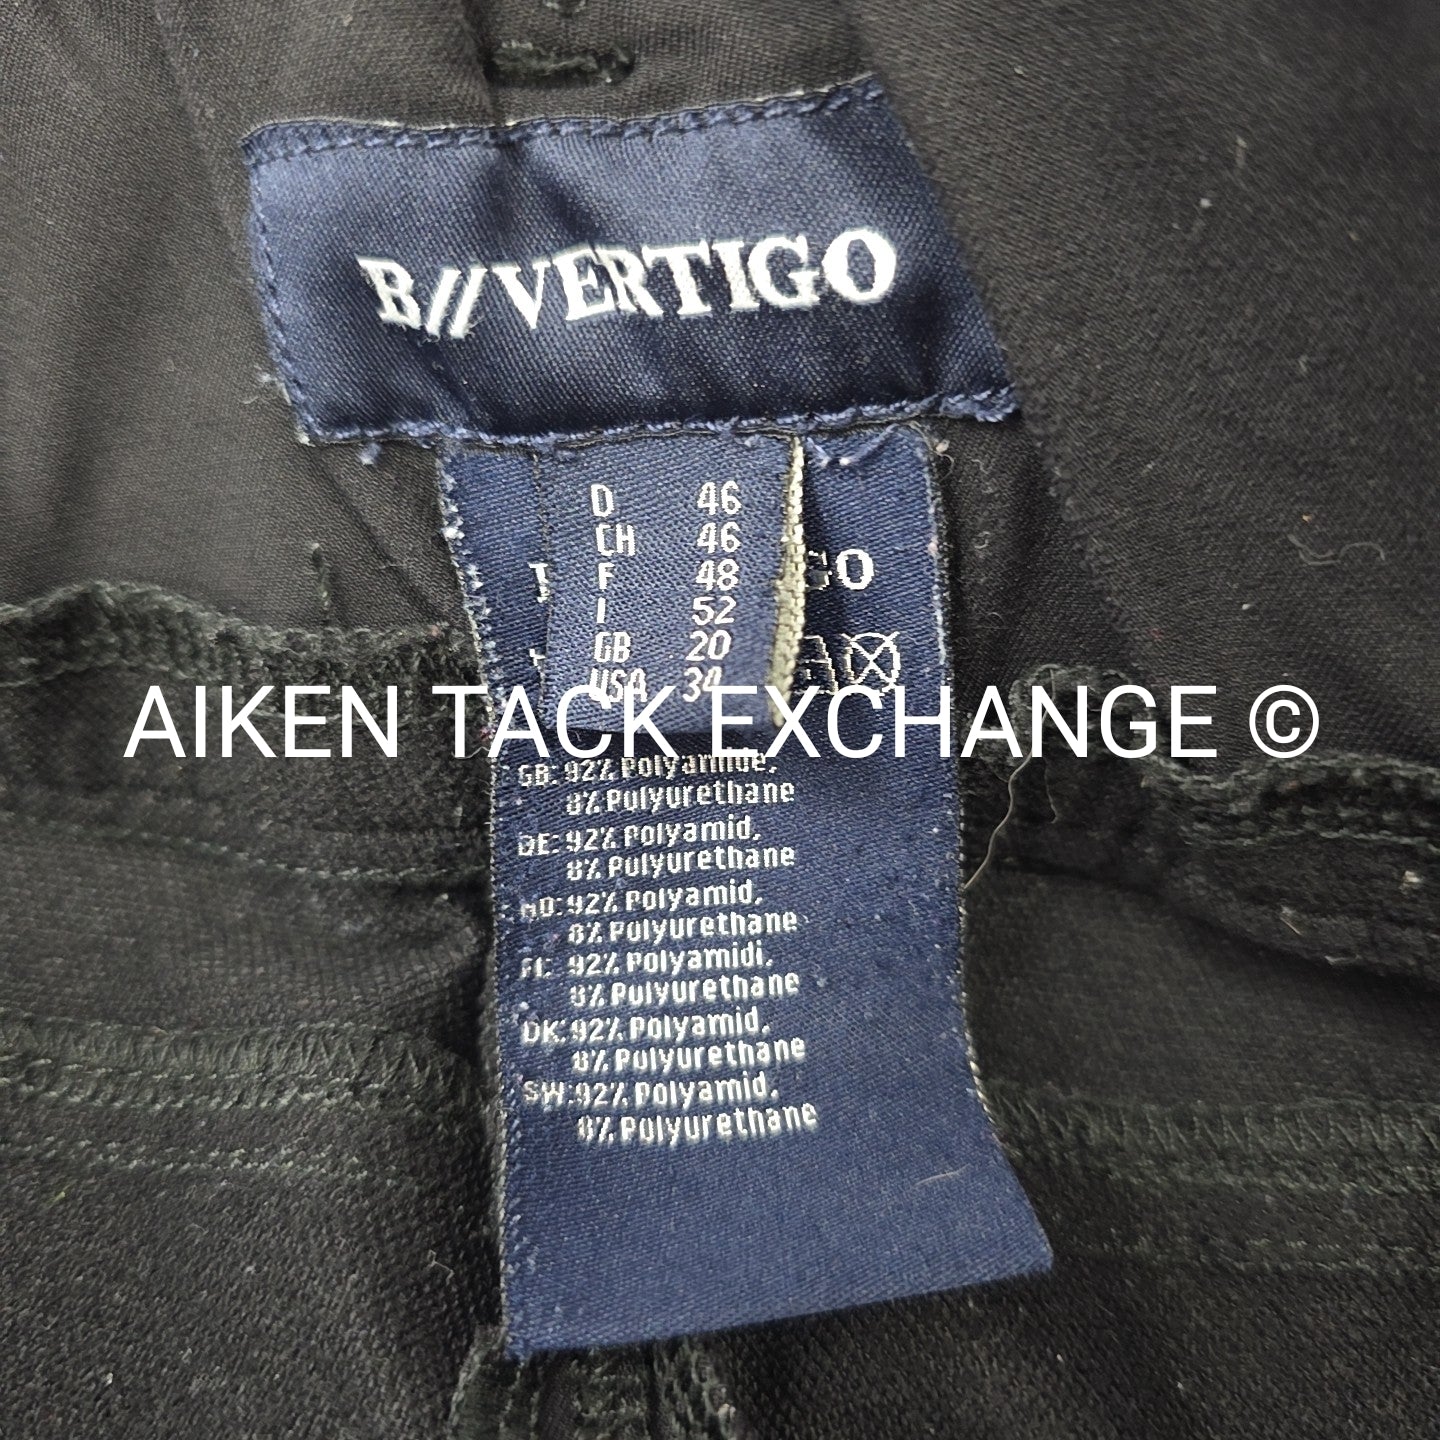 B//VERTIGO
D 46
CH 46
F 48
I 52
GB 20
USA 34
AIKEN TACK EXCHANGE ©
GB: 92% Polyamide,
8% Polyurethane
DE: 92% Polyamid,
8% Polyurethane
92% Polyamid,
8% Polyurethane
92% Polyamidi,
8% Polyurethane
DK: 92% Polyamid,
8% Polyurethane
SW: 92% Polyamid,
8% Polyurethane